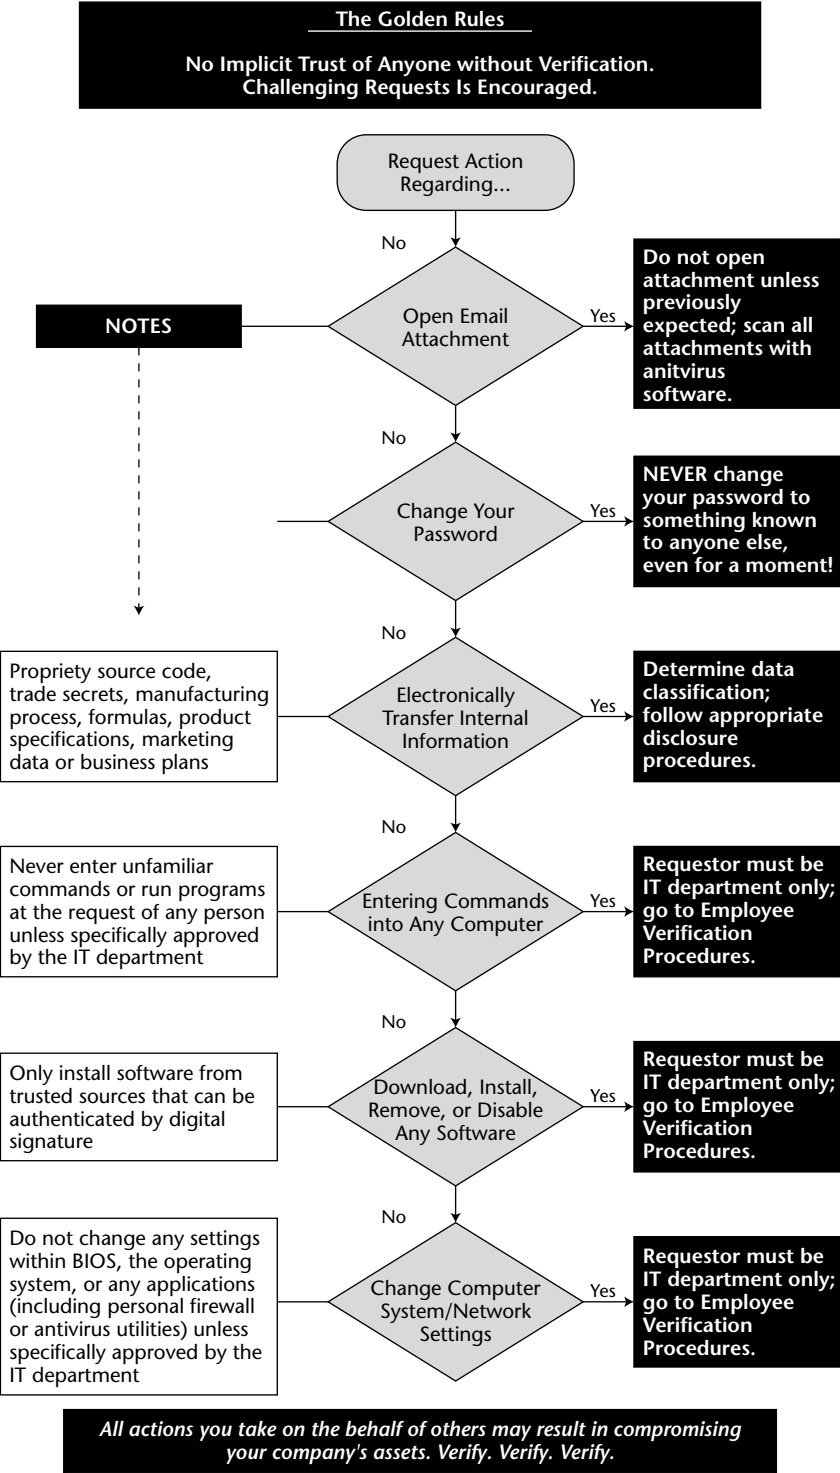 The Golden Rules
No Implicit Trust of Anyone without Verification.
Challenging Requests Is Encouraged.
Request Action
Regarding...
No
Open Email
Attachment
Yes
Do not open
attachment unless
previously
expected; scan all
attachments with
anitvirus
software.
NOTES
No
Change Your
Password
Yes
NEVER change
your password to
something known
to anyone else,
even for a moment!
No
Propriety source code,
trade secrets, manufacturing
process, formulas, product
specifications, marketing
data or business plans
Electronically
Transfer Internal
Information
Yes
Determine data
classification;
follow appropriate
disclosure
procedures.
No
Never enter unfamiliar
commands or run programs
at the request of any person
unless specifically approved
by the IT department
Entering Commands
into Any Computer
Yes
Requestor must be
IT department only;
go to Employee
Verification
Procedures.
No
Only install software from
trusted sources that can be
authenticated by digital
signature
Download, Install,
Remove, or Disable
Any Software
Yes
Requestor must be
IT department only;
go to Employee
Verification
Procedures.
No
Do not change any settings
within BIOS, the operating
system, or any applications
(including personal firewall
or antivirus utilities) unless
specifically approved by the
IT department
Change Computer
System/Network
Settings
Yes
Requestor must be
IT department only;
go to Employee
Verification
Procedures.
All actions you take on the behalf of others may result in compromising
your company's assets. Verify. Verify. Verify.